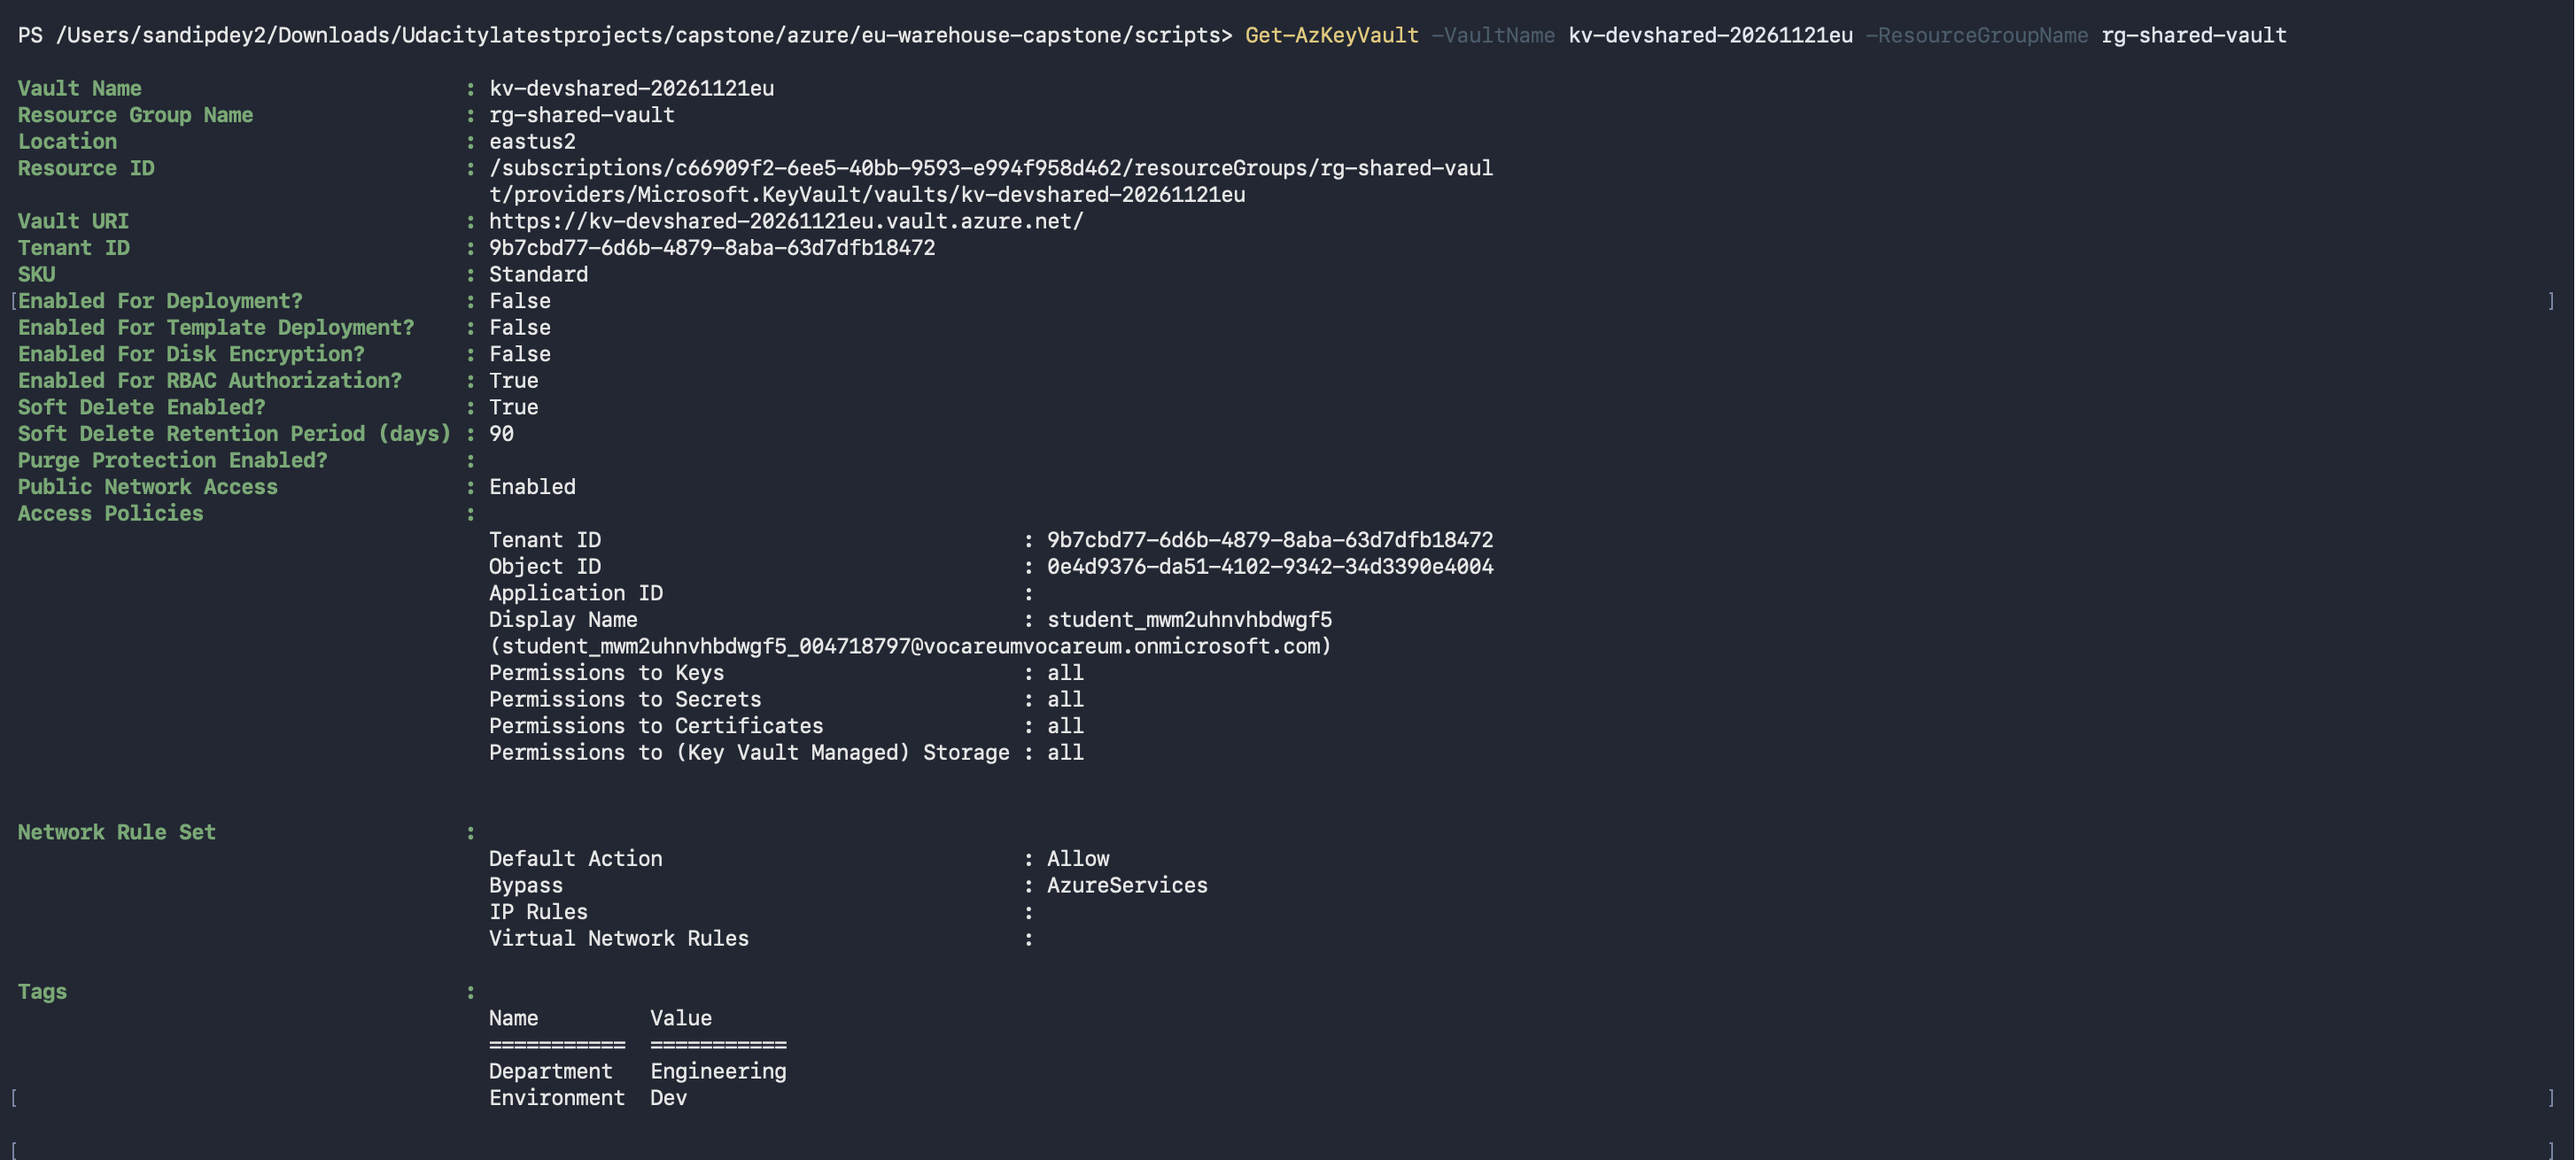 PS /Users/sandipdey2/Downloads/Udacitylatestprojects/capstone/azure/eu-warehouse-capstone/scripts> Get-AzKeyVault -VaultName kv-devshared-20261121eu -ResourceGroupName rg-shared-vault
Vault Name : kv-devshared-20261121eu
Resource Group Name : rg-shared-vault
Location : eastus2
Resource ID : /subscriptions/c66909f2-6ee5-40bb-9593-e994f958d462/resourceGroups/rg-shared-vaul
t/providers/Microsoft.KeyVault/vaults/kv-devshared-20261121eu
Vault URI : https://kv-devshared-20261121eu.vault.azure.net/
Tenant ID : 9b7cbd77-6d6b-4879-8aba-63d7dfb18472
SKU : Standard
[Enabled For Deployment? : False ]
Enabled For Template Deployment? : False
Enabled For Disk Encryption? : False
Enabled For RBAC Authorization? : True
Soft Delete Enabled? : True
Soft Delete Retention Period (days) : 90
Purge Protection Enabled? :
Public Network Access : Enabled
Access Policies :
Tenant ID : 9b7cbd77-6d6b-4879-8aba-63d7dfb18472
Object ID : 0e4d9376-da51-4102-9342-34d3390e4004
Application ID :
Display Name : student_mwm2uhnvhbdwgf5
(student_mwm2uhnvhbdwgf5_004718797@vocareumvocareum.onmicrosoft.com)
Permissions to Keys : all
Permissions to Secrets : all
Permissions to Certificates : all
Permissions to (Key Vault Managed) Storage : all
Network Rule Set :
Default Action : Allow
Bypass : AzureServices
IP Rules :
Virtual Network Rules :
Tags :
Name Value
=========== ===========
Department Engineering
[ Environment Dev ]
[ ]